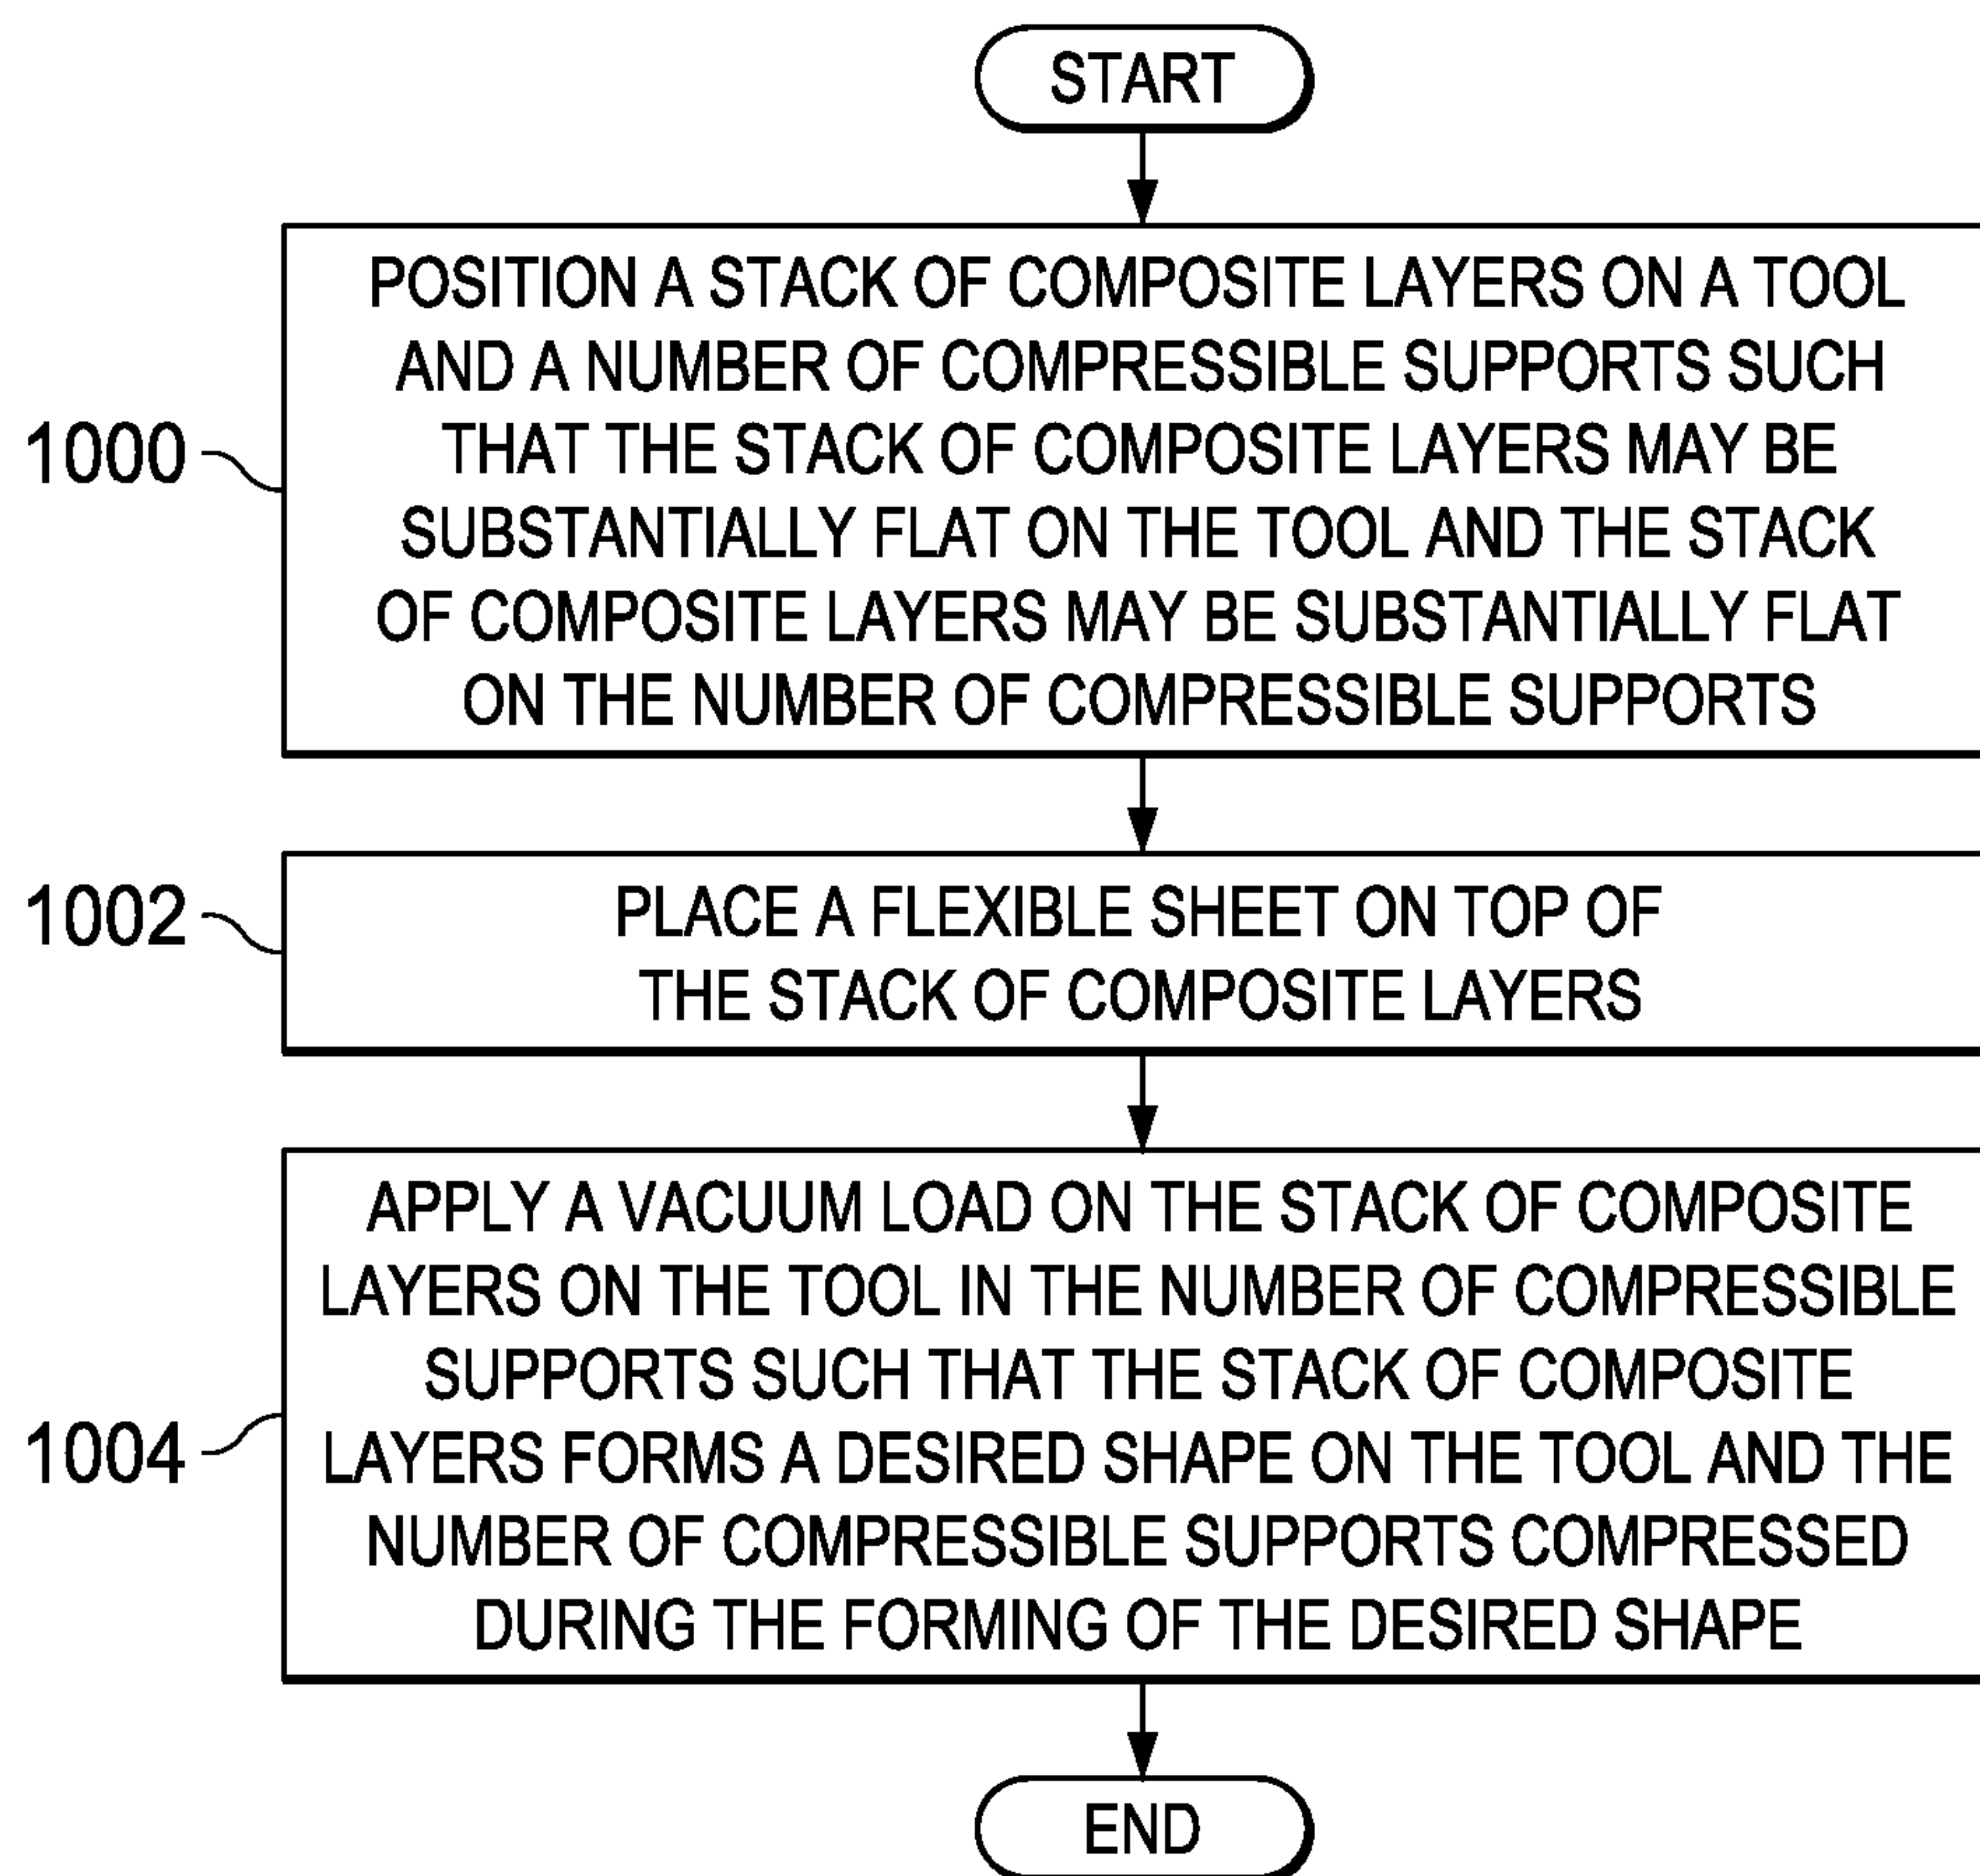 START
POSITION A STACK OF COMPOSITE LAYERS ON A TOOL
AND A NUMBER OF COMPRESSIBLE SUPPORTS SUCH
THAT THE STACK OF COMPOSITE LAYERS MAY BE
SUBSTANTIALLY FLAT ON THE TOOL AND THE STACK
OF COMPOSITE LAYERS MAY BE SUBSTANTIALLY FLAT
ON THE NUMBER OF COMPRESSIBLE SUPPORTS
1000
PLACE A FLEXIBLE SHEET ON TOP OF
THE STACK OF COMPOSITE LAYERS
1002
APPLY A VACUUM LOAD ON THE STACK OF COMPOSITE
LAYERS ON THE TOOL IN THE NUMBER OF COMPRESSIBLE
SUPPORTS SUCH THAT THE STACK OF COMPOSITE
LAYERS FORMS A DESIRED SHAPE ON THE TOOL AND THE
NUMBER OF COMPRESSIBLE SUPPORTS COMPRESSED
DURING THE FORMING OF THE DESIRED SHAPE
1004
END